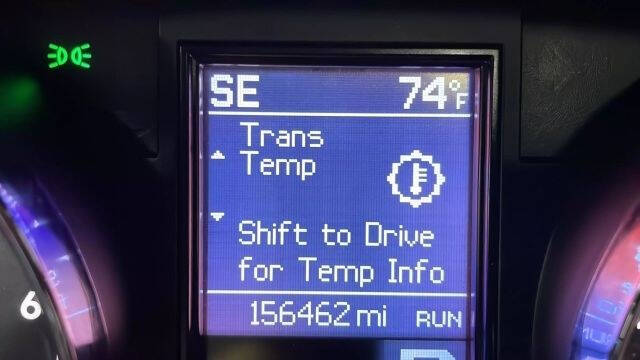 SE 74°F
Trans
Temp
Shift to Drive
for Temp Info
156462 mi RUN
6